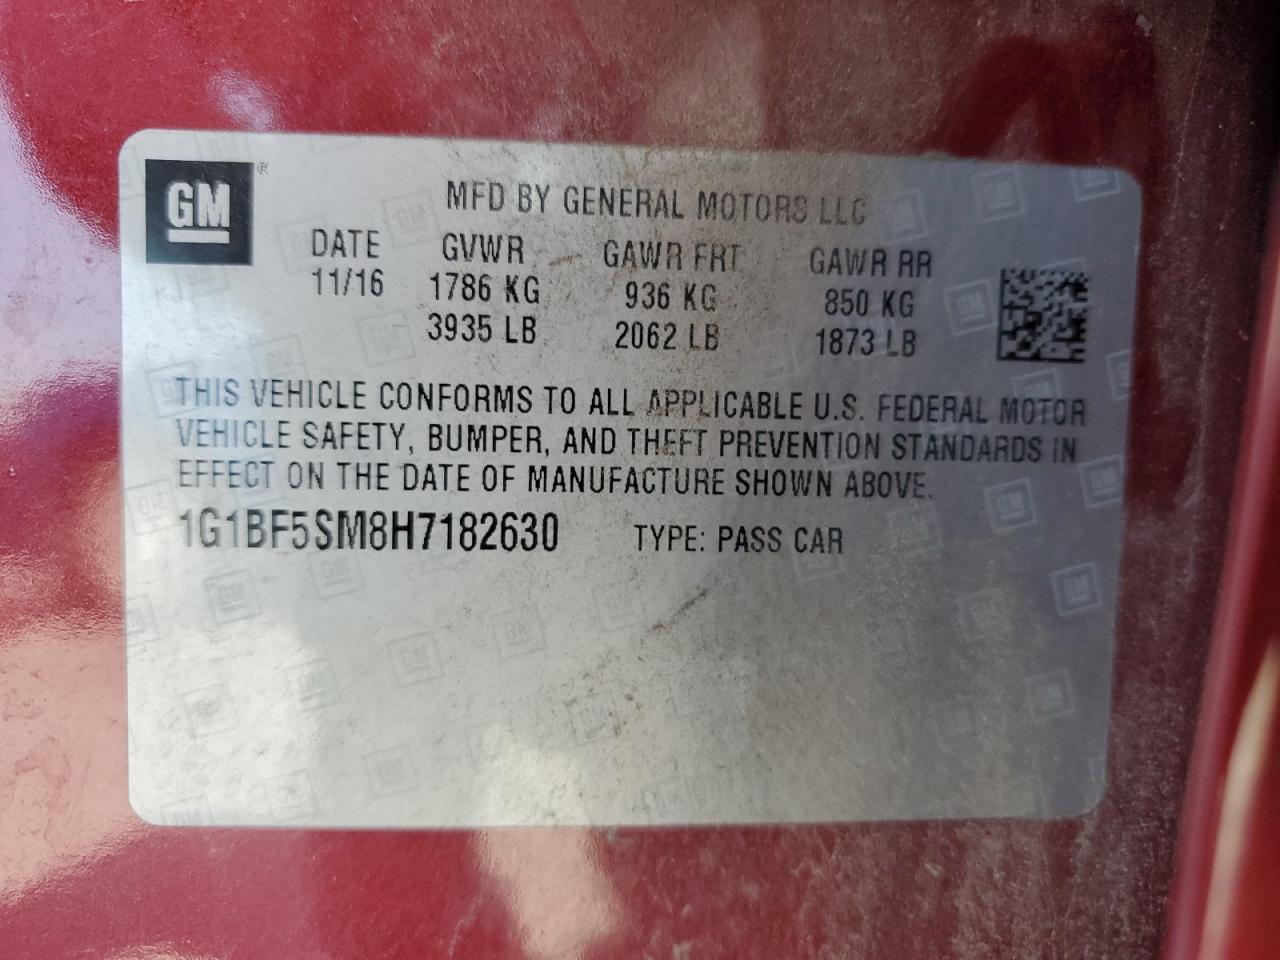 GM ®
MFD BY GENERAL MOTORS LLC
DATE GVWR GAWR FRT GAWR RR
11/16 1786 KG 936 KG 850 KG
3935 LB 2062 LB 1873 LB
THIS VEHICLE CONFORMS TO ALL APPLICABLE U.S. FEDERAL MOTOR
VEHICLE SAFETY, BUMPER, AND THEFT PREVENTION STANDARDS IN
EFFECT ON THE DATE OF MANUFACTURE SHOWN ABOVE.
1G1BF5SM8H7182630 TYPE: PASS CAR